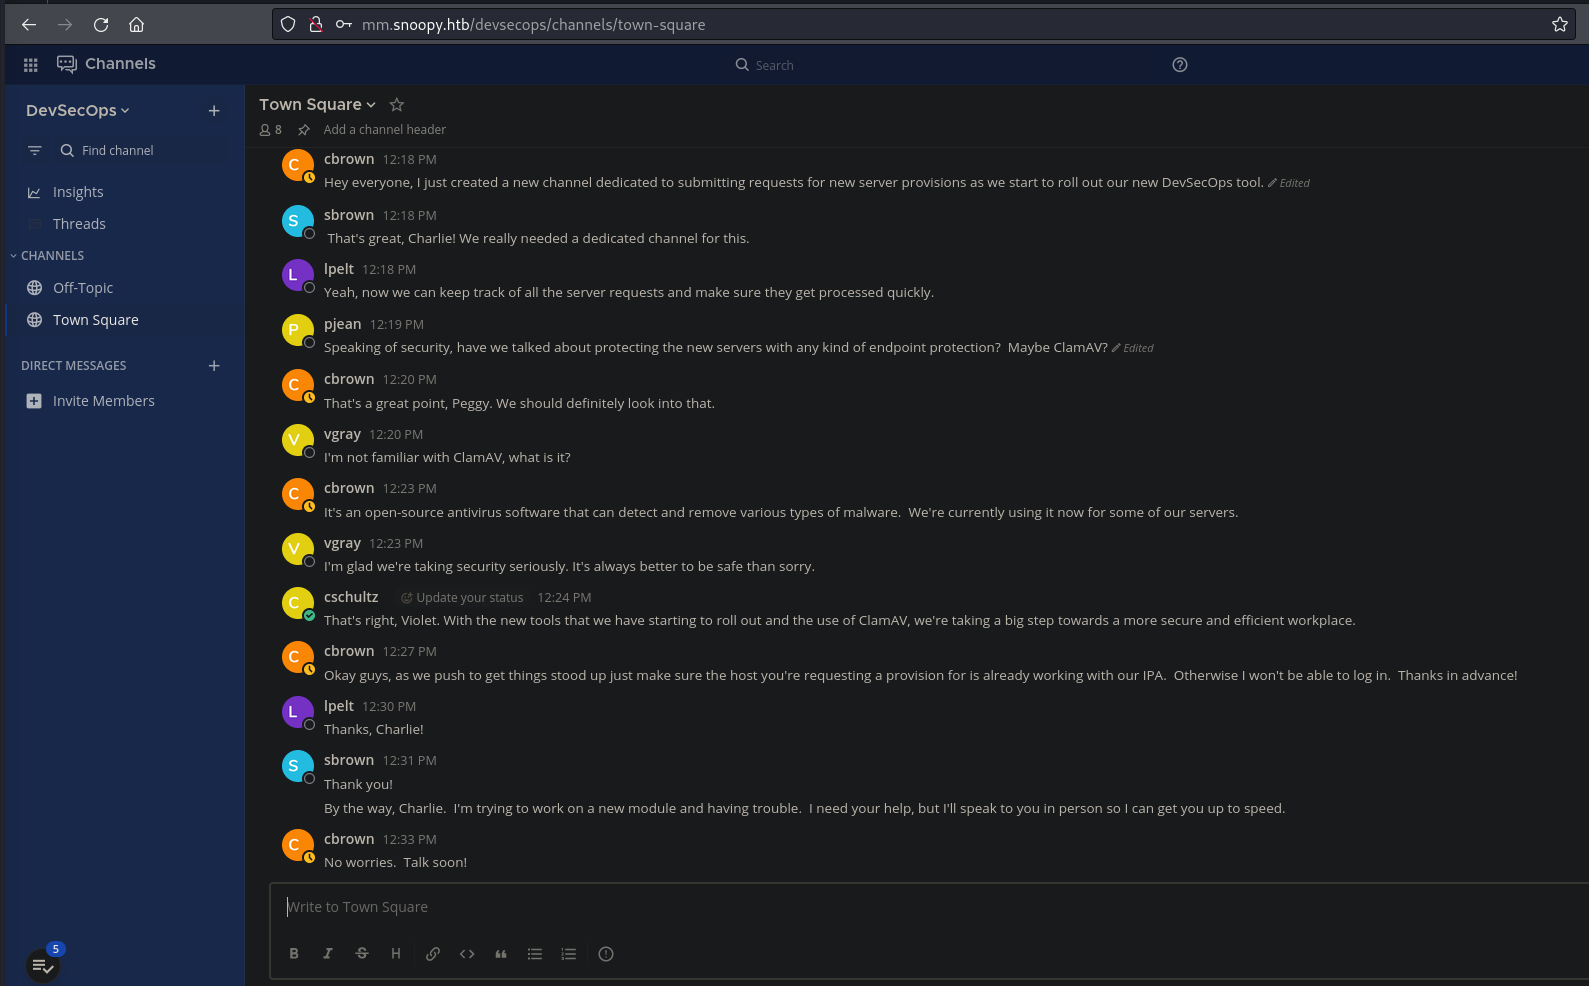 mm.snoopy.htb/devsecops/channels/town-square
Channels
Search
DevSecOps
Find channel
Insights
Threads
CHANNELS
Off-Topic
Town Square
DIRECT MESSAGES
Invite Members
5
Town Square
8 Add a channel header
C cbrown 12:18 PM
Hey everyone, I just created a new channel dedicated to submitting requests for new server provisions as we start to roll out our new DevSecOps tool. Edited
S sbrown 12:18 PM
That's great, Charlie! We really needed a dedicated channel for this.
L lpelt 12:18 PM
Yeah, now we can keep track of all the server requests and make sure they get processed quickly.
P pjean 12:19 PM
Speaking of security, have we talked about protecting the new servers with any kind of endpoint protection?  Maybe ClamAV? Edited
C cbrown 12:20 PM
That's a great point, Peggy. We should definitely look into that.
V vgray 12:20 PM
I'm not familiar with ClamAV, what is it?
C cbrown 12:23 PM
It's an open-source antivirus software that can detect and remove various types of malware.  We're currently using it now for some of our servers.
V vgray 12:23 PM
I'm glad we're taking security seriously. It's always better to be safe than sorry.
C cschultz Update your status 12:24 PM
That's right, Violet. With the new tools that we have starting to roll out and the use of ClamAV, we're taking a big step towards a more secure and efficient workplace.
C cbrown 12:27 PM
Okay guys, as we push to get things stood up just make sure the host you're requesting a provision for is already working with our IPA.  Otherwise I won't be able to log in.  Thanks in advance!
L lpelt 12:30 PM
Thanks, Charlie!
S sbrown 12:31 PM
Thank you!
By the way, Charlie.  I'm trying to work on a new module and having trouble.  I need your help, but I'll speak to you in person so I can get you up to speed.
C cbrown 12:33 PM
No worries.  Talk soon!
Write to Town Square
B I S H